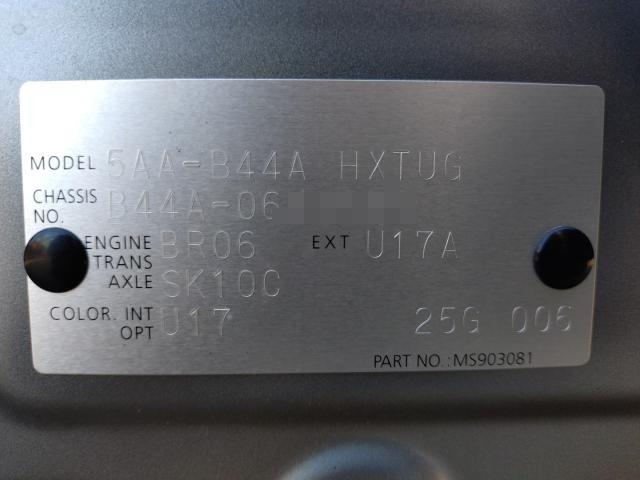 MODEL 5AA-B44A HXTUG
CHASSIS NO. B44A-06
ENGINE BR06 EXT U17A
TRANS AXLE SK10C
COLOR. INT OPT U17 25G 006
PART NO.:MS903081